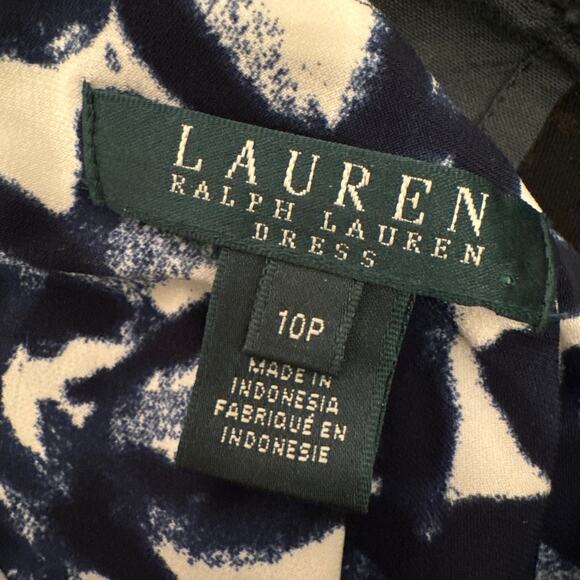 LAUREN
RALPH LAUREN
DRESS
10P
MADE IN
INDONESIA
FABRIQUÉ EN
INDONESIE